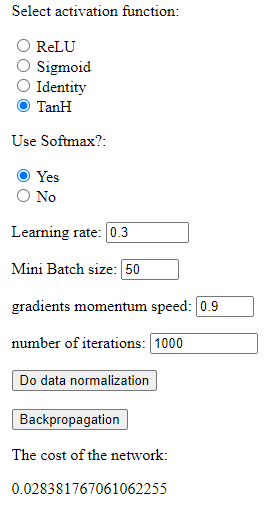 Select activation function:
ReLU
Sigmoid
Identity
TanH
Use Softmax?:
Yes
No
Learning rate: 0.3
Mini Batch size: 50
gradients momentum speed: 0.9
number of iterations: 1000
Do data normalization
Backpropagation
The cost of the network:
0.028381767061062255